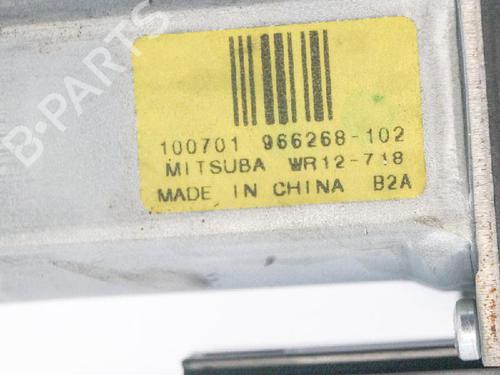 B-PARTS
100701 966268-102
MITSUBA WR12-718
MADE IN CHINA B2A